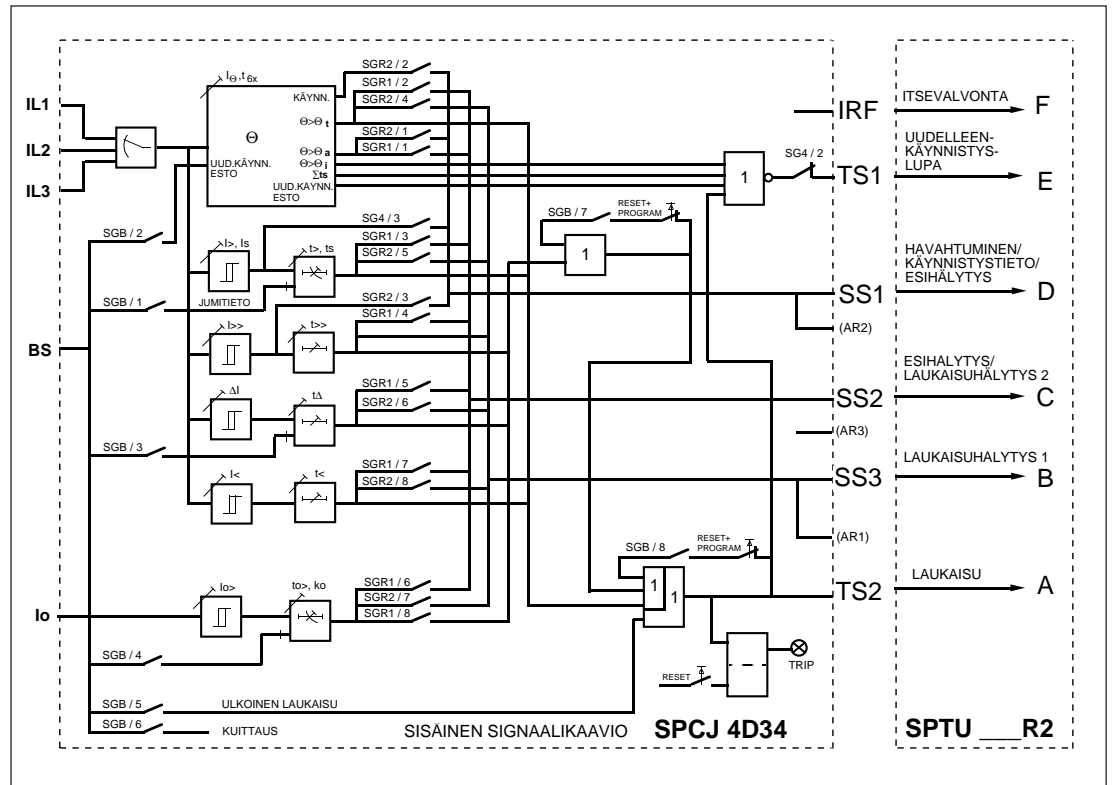 IΘ, t6x
SGR2 / 2
SGR1 / 2
SGR2 / 4
KÄYNN.
Θ>Θ t
IL1
IL2
IL3
Θ
SGR2 / 1
SGR1 / 1
Θ>Θ a
Θ>Θ i
Σts
UUD.KÄYNN.
ESTO
UUD.KÄYNN.
ESTO
1
SG4 / 2
IRF
ITSEVALVONTA
F
TS1
UUDELLEEN-
KÄYNNISTYS-
LUPA
E
SGB / 2
I>, Is
SG4 / 3
SGR1 / 3
SGR2 / 5
t>, ts
SGB / 7
RESET+
PROGRAM
1
SGB / 1
JUMITIETO
SGR2 / 3
SGR1 / 4
SS1
(AR2)
HAVAHTUMINEN/
KÄYNNISTYSTIETO/
ESIHÄLYTYS
D
BS
I>>
t>>
ΔI
tΔ
SGR1 / 5
SGR2 / 6
SS2
(AR3)
ESIHALYTYS/
LAUKAISUHÄLYTYS 2
C
SGB / 3
I<
t<
SGR1 / 7
SGR2 / 8
SS3
(AR1)
LAUKAISUHALYTYS 1
B
SGB / 8
RESET+
PROGRAM
1
1
Io
Io>
to>, ko
SGR1 / 6
SGR2 / 7
SGR1 / 8
TS2
LAUKAISU
A
SGB / 4
TRIP
RESET
SGB / 5
ULKOINEN LAUKAISU
SGB / 6
KUITTAUS
SISÄINEN SIGNAALIKAAVIO
SPCJ 4D34
SPTU ___R2